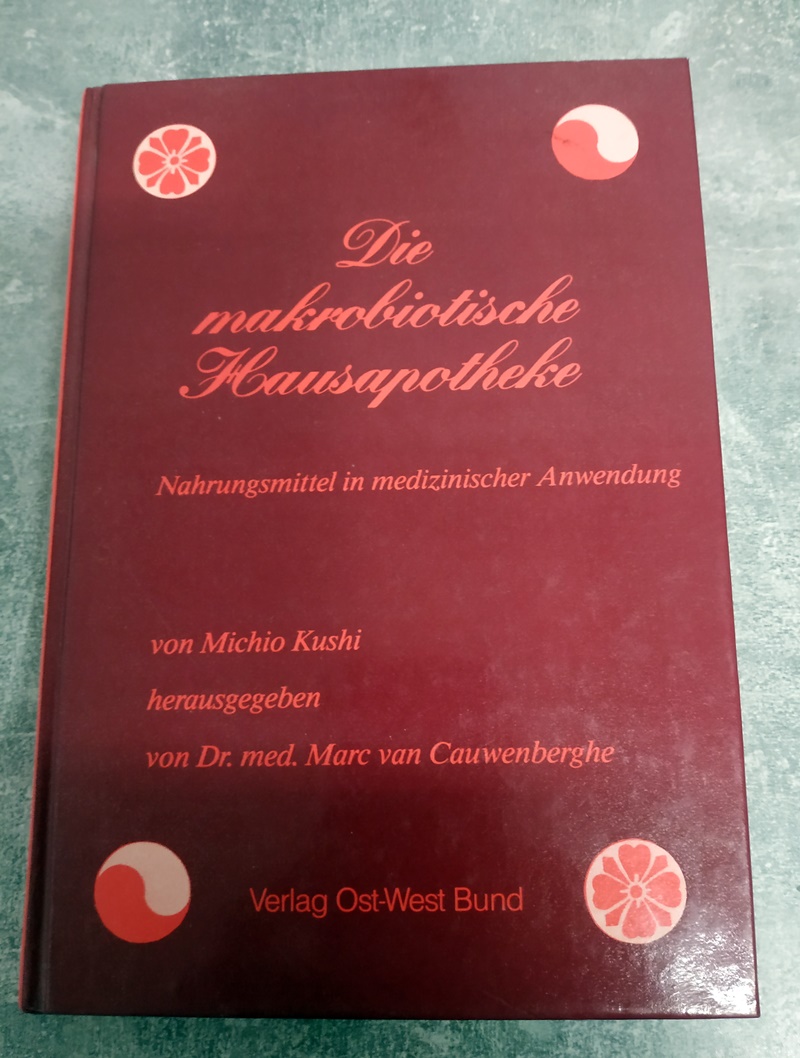 Die
makrobiotische
Hausapotheke
Nahrungsmittel in medizinischer Anwendung
von Michio Kushi
herausgegeben
von Dr. med. Marc van Cauwenberghe
Verlag Ost-West Bund